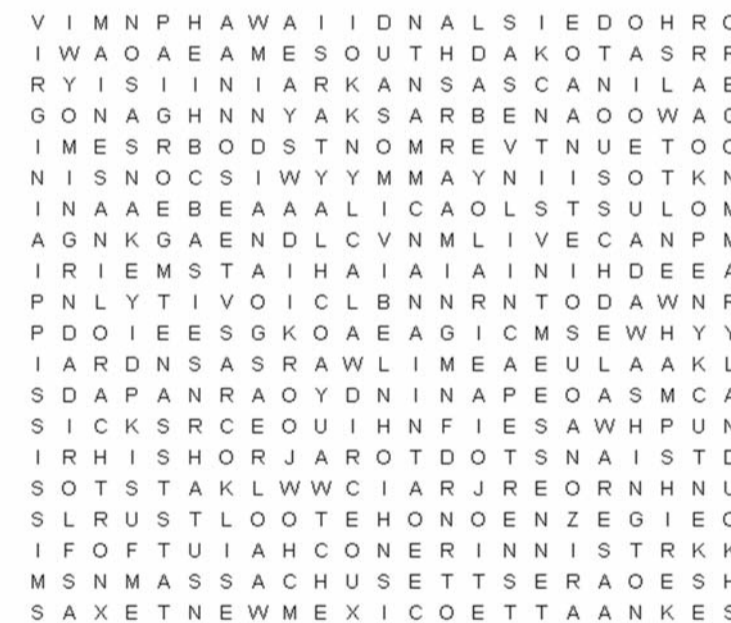 V I M N P H A W A I I D N A L S I E D O H R
I W A O A E A M E S O U T H D A K O T A S R
R Y I S I I N I A R K A N S A S C A N I L A
G O N A G H N N Y A K S A R B E N A O O W A
I M E S R B O D S T N O M R E V T N U E T O
N I S N O C S I W Y Y M M A Y N I I S O T K
I N A A E B E A A A L I C A O L S T S U L O
A G N K G A E N D L C V N M L I V E C A N P
I R I E M S T A I H A I A I A I N I H D E E
P N L Y T I V O I C L B N N R N T O D A W N
P D O I E E S G K O A E A G I C M S E W H Y
I A R D N S A S R A W L I M E A E U L A A K
S D A P A N R A O Y D N I N A P E O A S M C
S I C K S R C E O U I H N F I E S A W H P U
I R H I S H O R J A R O T D O T S N A I S T
S O T S T A K L W W C I A R J R E O R N H N
S L R U S T L O O T E H O N O E N Z E G I E
I F O F T U I A H C O N E R I N N I S T R K
M S N M A S S A C H U S E T T S E R A O E S
S A X E T N E W M E X I C O E T T A A N K E